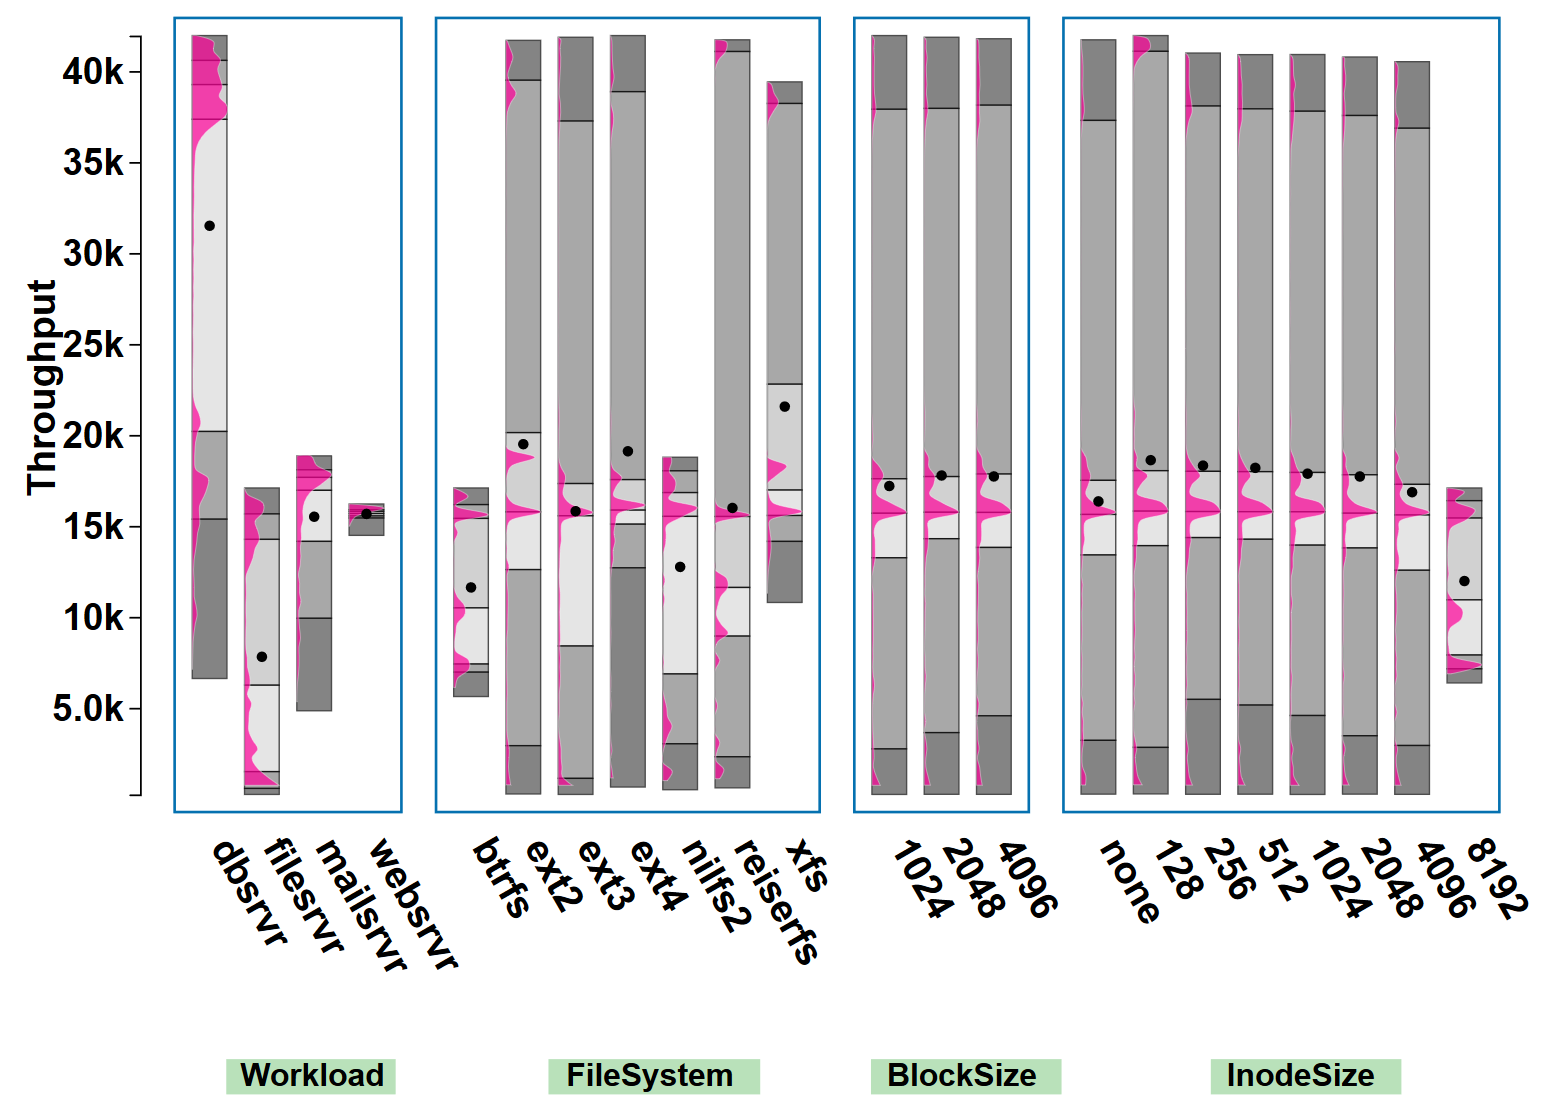 Throughput
40k
35k
30k
25k
20k
15k
10k
5.0k
dbsrvr
filesrvr
mailsrvr
websrvr
btrfs
ext2
ext3
ext4
nilfs2
reiserfs
xfs
1024
2048
4096
none
128
256
512
1024
2048
4096
8192
Workload
FileSystem
BlockSize
InodeSize